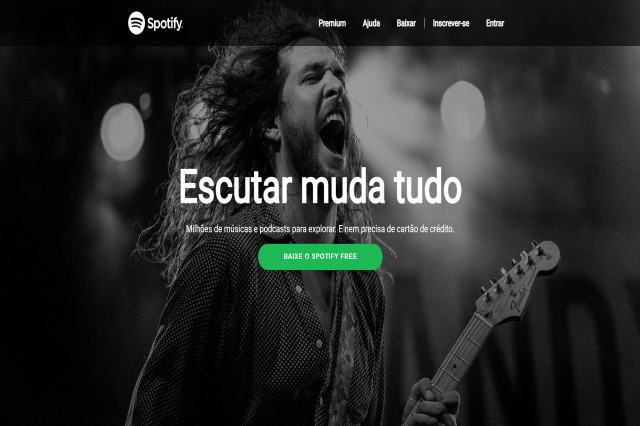 Spotify
Premium Ajuda Baixar Inscrever-se Entrar
Escutar muda tudo
Milhões de músicas e podcasts para explorar. E nem precisa de cartão de crédito.
BAIXE O SPOTIFY FREE
Fender